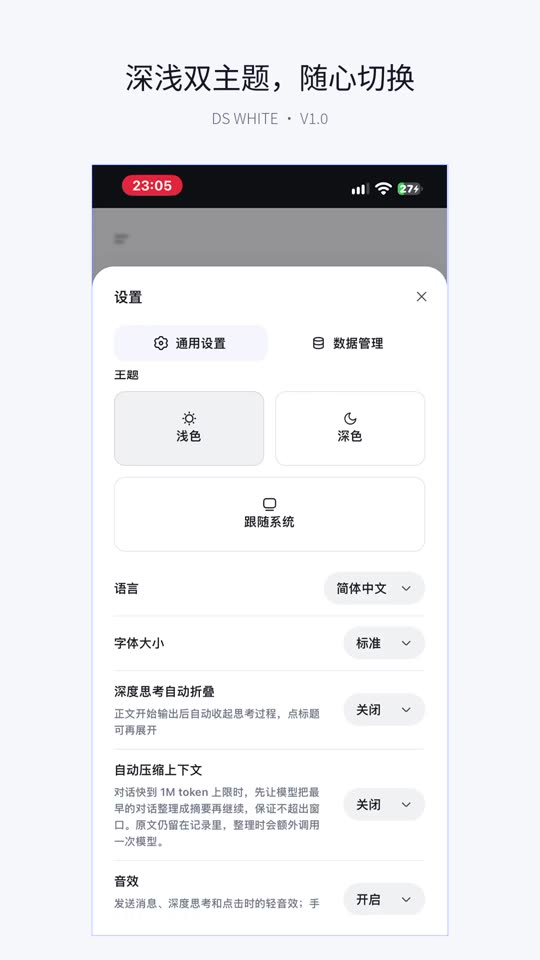 深浅双主题，随心切换
DS WHITE · V1.0
23:05
27
设置
通用设置
数据管理
主题
浅色
深色
跟随系统
语言
简体中文
字体大小
标准
深度思考自动折叠
正文开始输出后自动收起思考过程，点标题
可再展开
关闭
自动压缩上下文
对话快到 1M token 上限时，先让模型把最
早的对话整理成摘要再继续，保证不超出窗
口。原文仍留在记录里，整理时会额外调用
一次模型。
关闭
音效
发送消息、深度思考和点击时的轻音效；手
开启